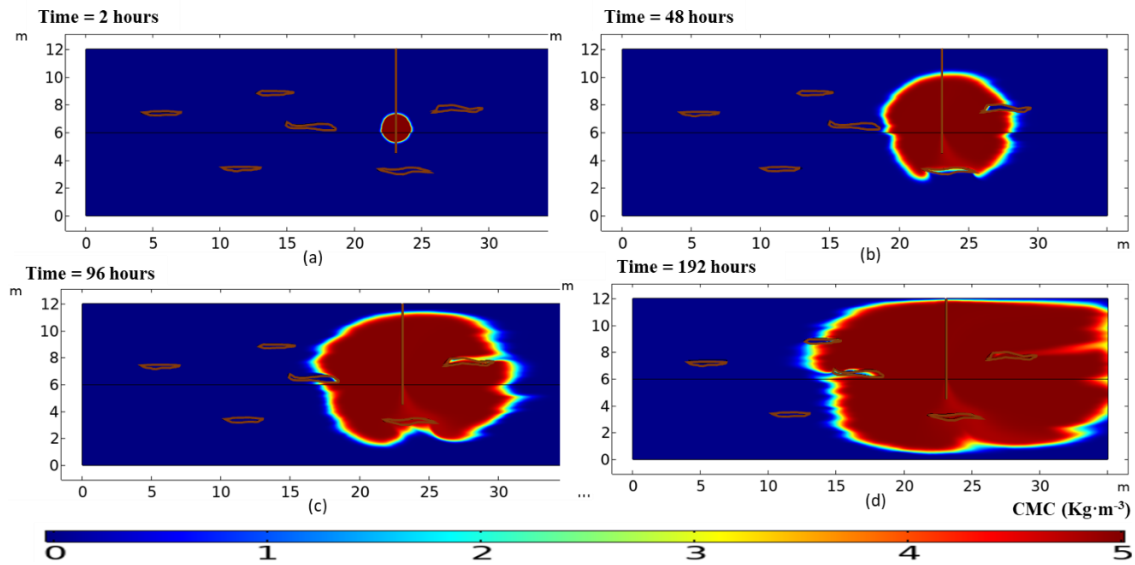 Time = 2 hours
m
12
10
8
6
4
2
0
0 5 10 15 20 25 30
(a)
Time = 48 hours
m
12
10
8
6
4
2
0
0 5 10 15 20 25 30 m
(b)
Time = 96 hours
m
12
10
8
6
4
2
0
0 5 10 15 20 25 30 ...
(c)
Time = 192 hours
m
12
10
8
6
4
2
0
0 5 10 15 20 25 30 m
(d)
CMC (Kg·m⁻³)
0 1 2 3 4 5